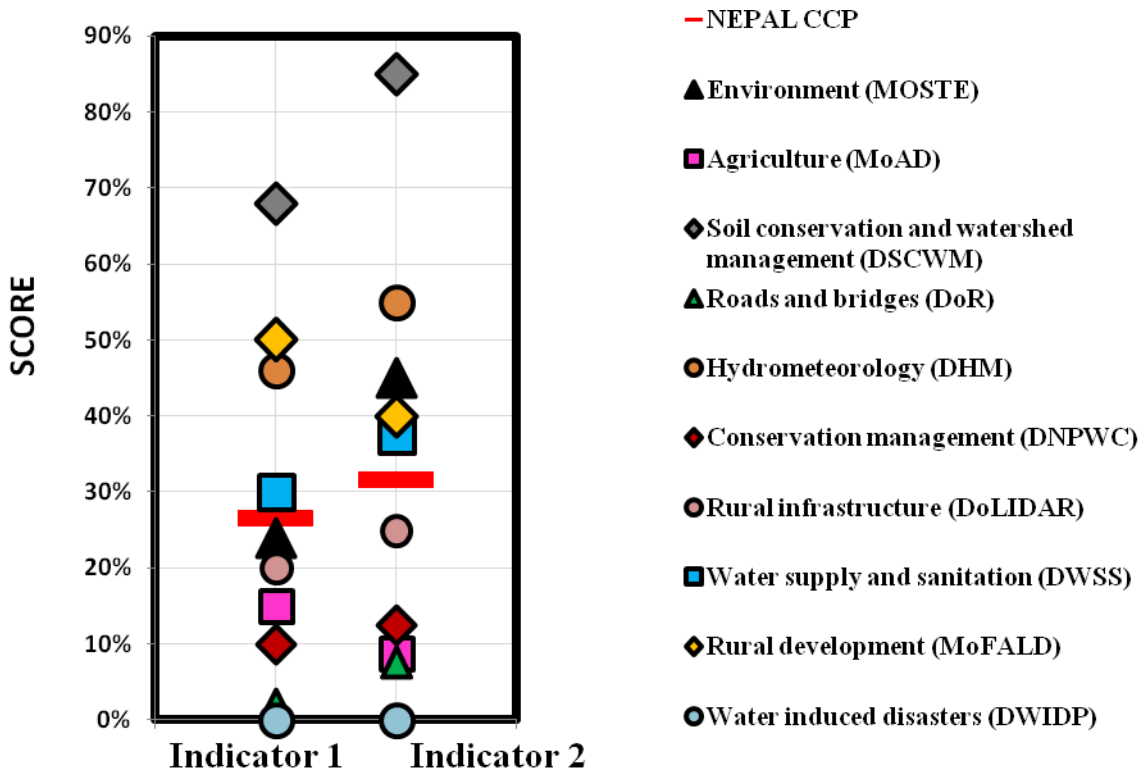 NEPAL CCP
Environment (MOSTE)
Agriculture (MoAD)
Soil conservation and watershed
management (DSCWM)
Roads and bridges (DoR)
Hydrometeorology (DHM)
Conservation management (DNPWC)
Rural infrastructure (DoLIDAR)
Water supply and sanitation (DWSS)
Rural development (MoFALD)
Water induced disasters (DWIDP)
SCORE
90%
80%
70%
60%
50%
40%
30%
20%
10%
0%
Indicator 1
Indicator 2